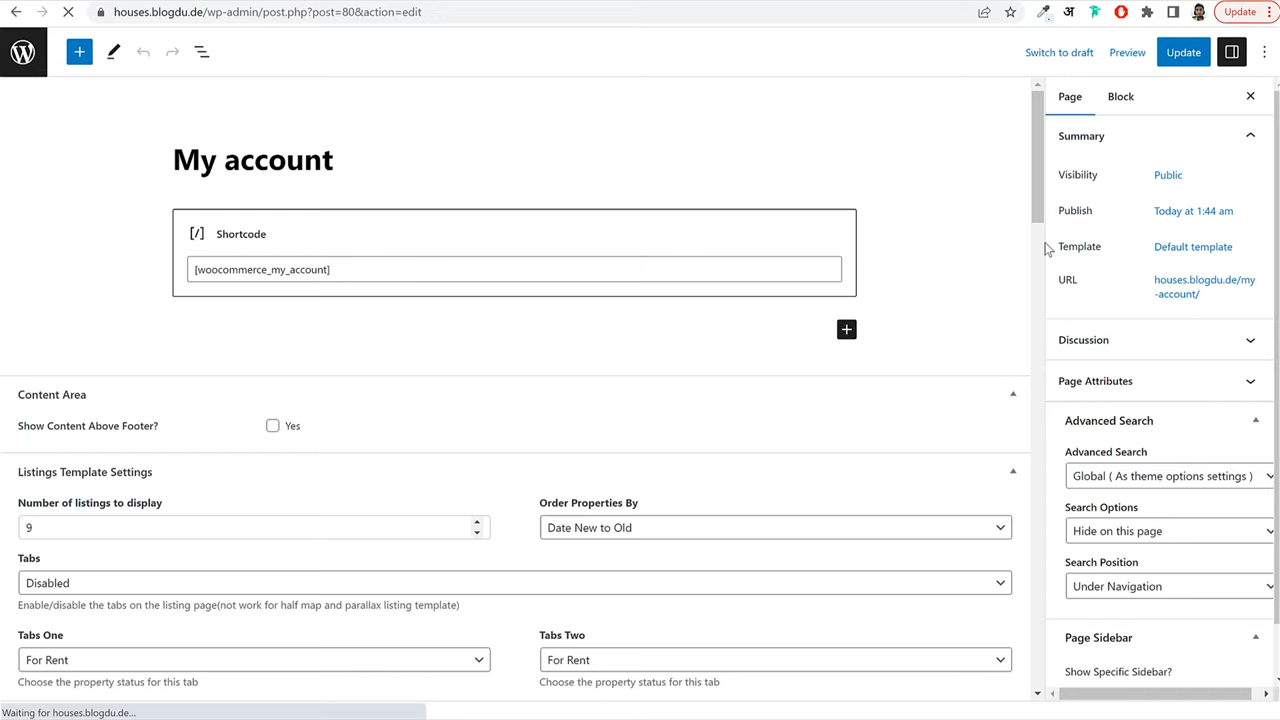 houses.blogdu.de/wp-admin/post.php?post=80&action=edit
अ
Update
Switch to draft
Preview
Update
My account
[/] Shortcode
[woocommerce_my_account]
Content Area
Show Content Above Footer?
Yes
Listings Template Settings
Number of listings to display
Order Properties By
9
Date New to Old
Tabs
Disabled
Enable/disable the tabs on the listing page(not work for half map and parallax listing template)
Tabs One
Tabs Two
For Rent
For Rent
Choose the property status for this tab
Choose the property status for this tab
Page
Block
Summary
Visibility
Public
Publish
Today at 1:44 am
Template
Default template
URL
houses.blogdu.de/my
-account/
Discussion
Page Attributes
Advanced Search
Advanced Search
Global ( As theme options settings )
Search Options
Hide on this page
Search Position
Under Navigation
Page Sidebar
Show Specific Sidebar?
Waiting for houses.blogdu.de...